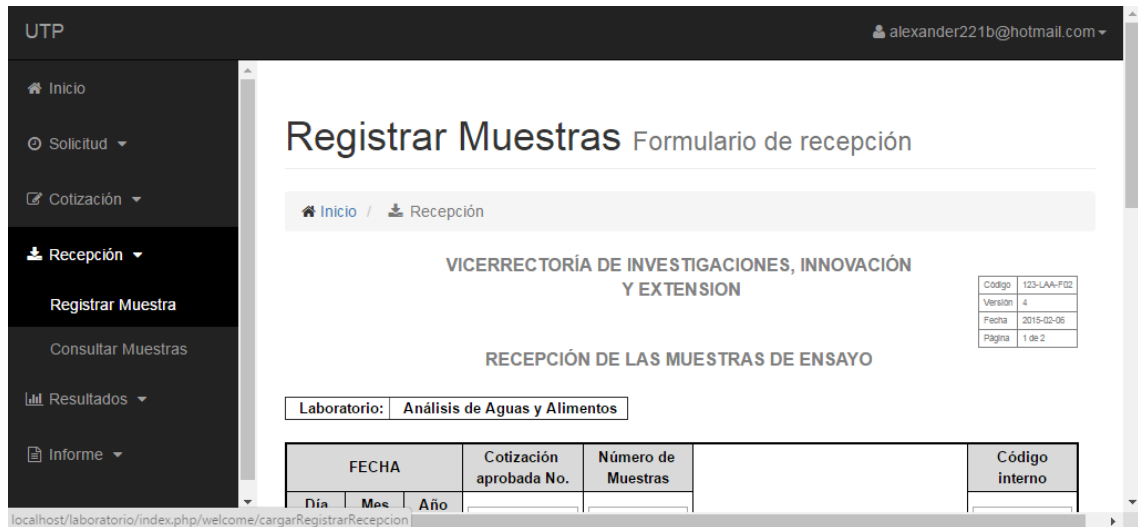 UTP
alexander221b@hotmail.com
Inicio
Solicitud
Cotización
Recepción
Registrar Muestra
Consultar Muestras
Resultados
Informe
Registrar Muestras Formulario de recepción
Inicio / Recepción
VICERRECTORÍA DE INVESTIGACIONES, INNOVACIÓN
Y EXTENSION
Código 123-LAA-F02
Versión 4
Fecha 2015-02-06
Página 1 de 2
RECEPCIÓN DE LAS MUESTRAS DE ENSAYO
Laboratorio: Análisis de Aguas y Alimentos
FECHA
Cotización
aprobada No.
Número de
Muestras
Código
interno
Día Mes Año
localhost/laboratorio/index.php/welcome/cargarRegistrarRecepcion